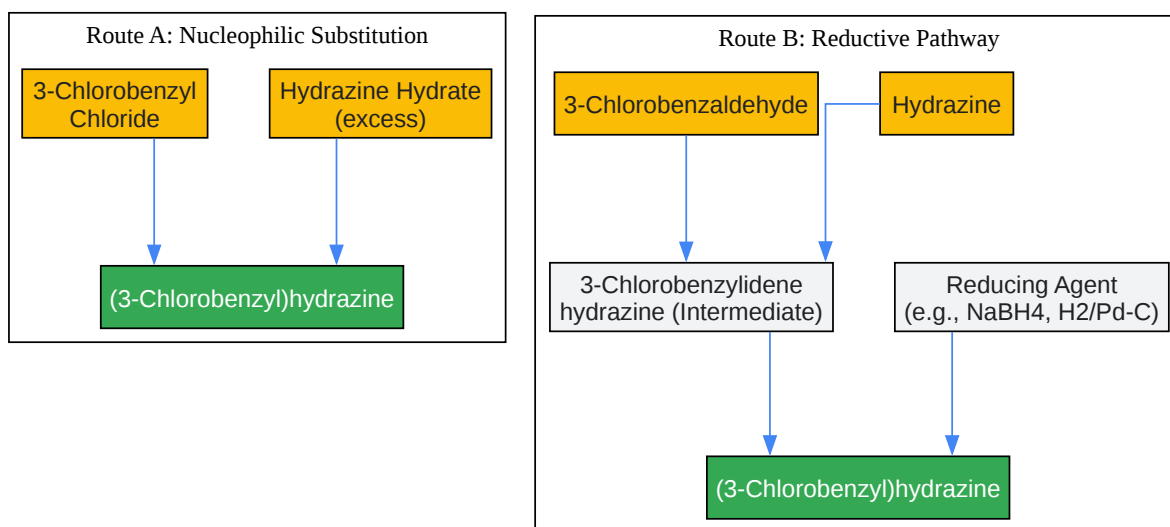 Route A: Nucleophilic Substitution
3-Chlorobenzyl
Chloride
Hydrazine Hydrate
(excess)
(3-Chlorobenzyl)hydrazine
Route B: Reductive Pathway
3-Chlorobenzaldehyde
Hydrazine
3-Chlorobenzylidene
hydrazine (Intermediate)
Reducing Agent
(e.g., NaBH4, H2/Pd-C)
(3-Chlorobenzyl)hydrazine